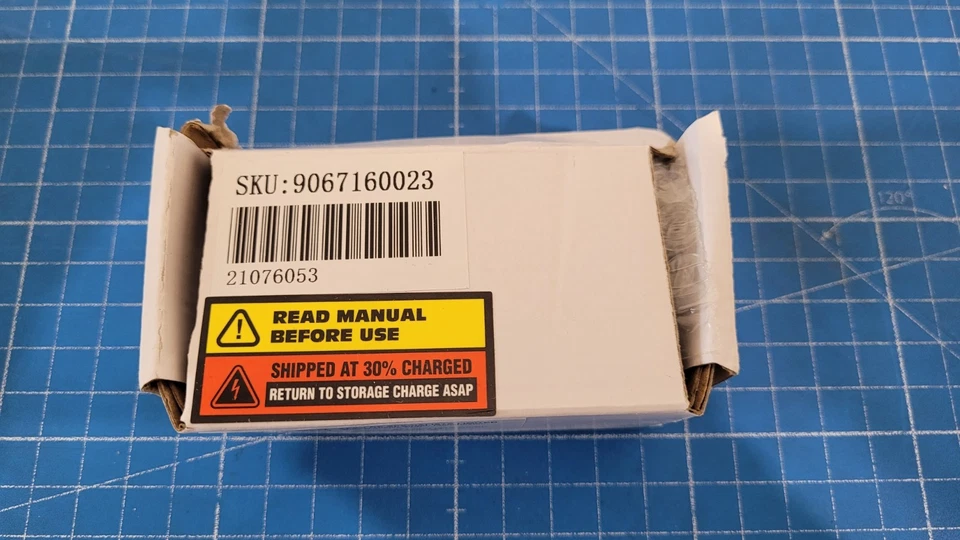 SKU:9067160023
21076053
READ MANUAL
BEFORE USE
SHIPPED AT 30% CHARGED
RETURN TO STORAGE CHARGE ASAP
120°